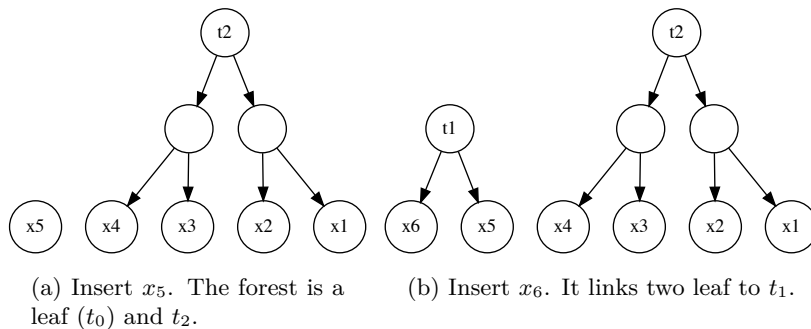 t2 t2
t1
x5 x4 x3 x2 x1 x6 x5 x4 x3 x2 x1
(a) Insert x₅. The forest is a
leaf (t₀) and t₂.
(b) Insert x₆. It links two leaf to t₁.